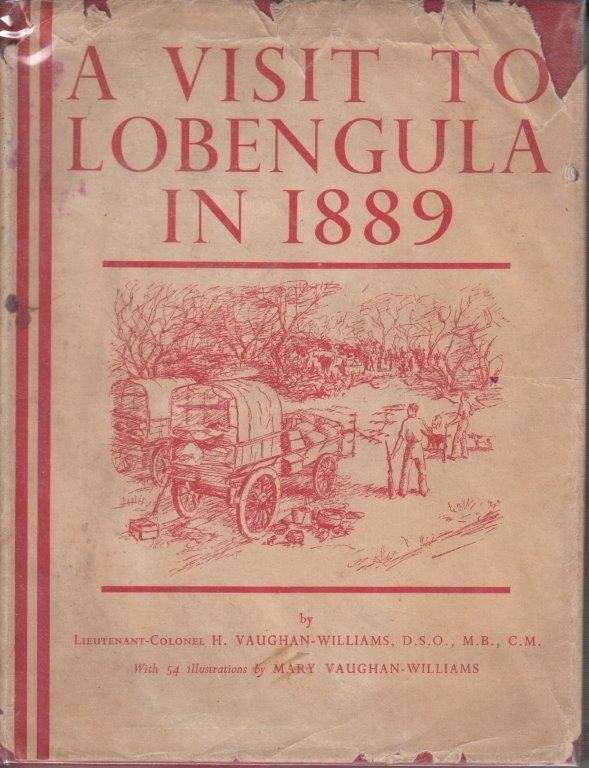 A VISIT TO
LOBENGULA
IN 1889
by
LIEUTENANT-COLONEL H. VAUGHAN-WILLIAMS, D.S.O., M.B., C.M.
With 54 illustrations by MARY VAUGHAN-WILLIAMS